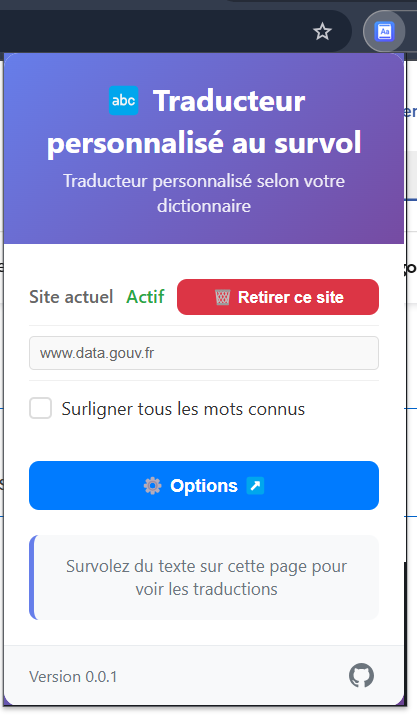 Aa
abc Traducteur
personnalisé au survol
Traducteur personnalisé selon votre
dictionnaire
Site actuel Actif Retirer ce site
www.data.gouv.fr
Surligner tous les mots connus
Options
Survolez du texte sur cette page pour
voir les traductions
Version 0.0.1